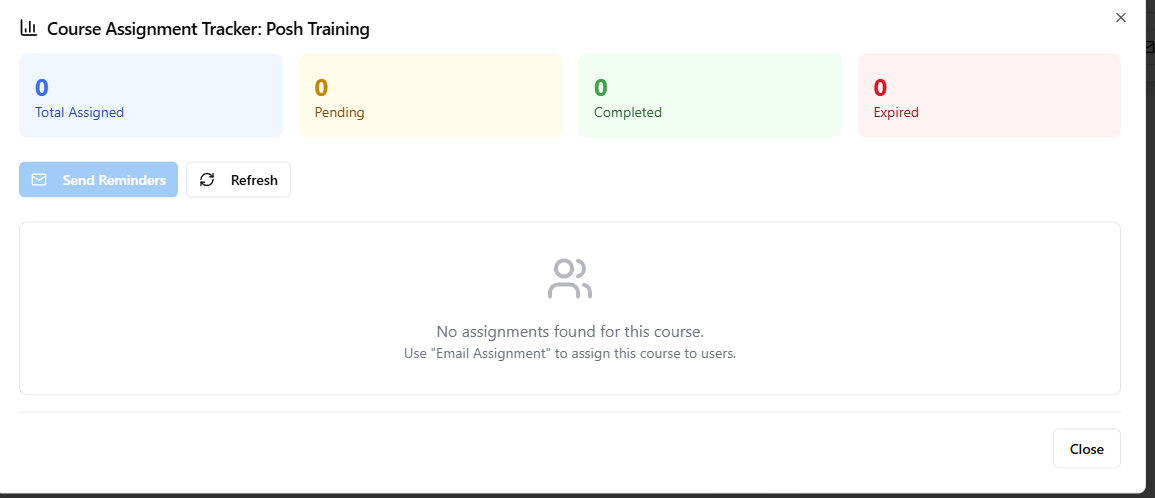 Course Assignment Tracker: Posh Training
0
Total Assigned
0
Pending
0
Completed
0
Expired
Send Reminders
Refresh
No assignments found for this course.
Use "Email Assignment" to assign this course to users.
Close